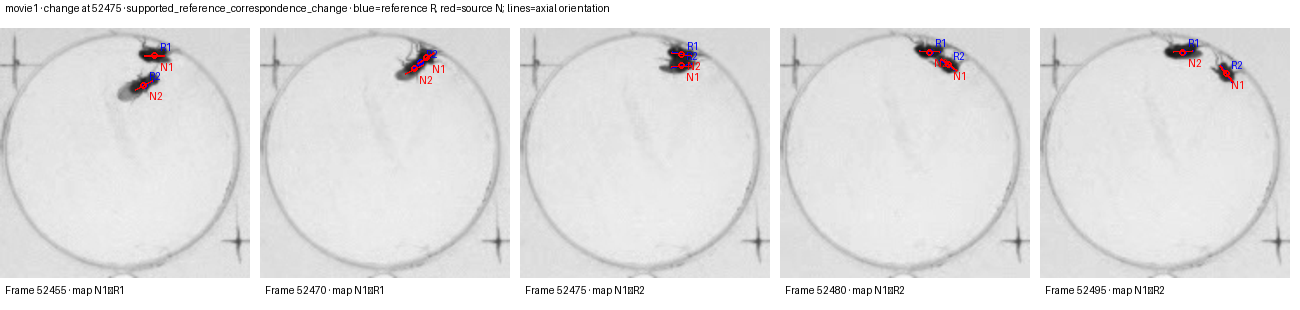 movie1 · change at 52475 · supported_reference_correspondence_change · blue=reference R, red=source N; lines=axial orientation
R1
N1
R2
N2
R2
N1
N2
R1
N2
N1
R1
R2
N1
R1
N2
R2
N1
Frame 52455 · map N1▯R1
Frame 52470 · map N1▯R1
Frame 52475 · map N1▯R2
Frame 52480 · map N1▯R2
Frame 52495 · map N1▯R2